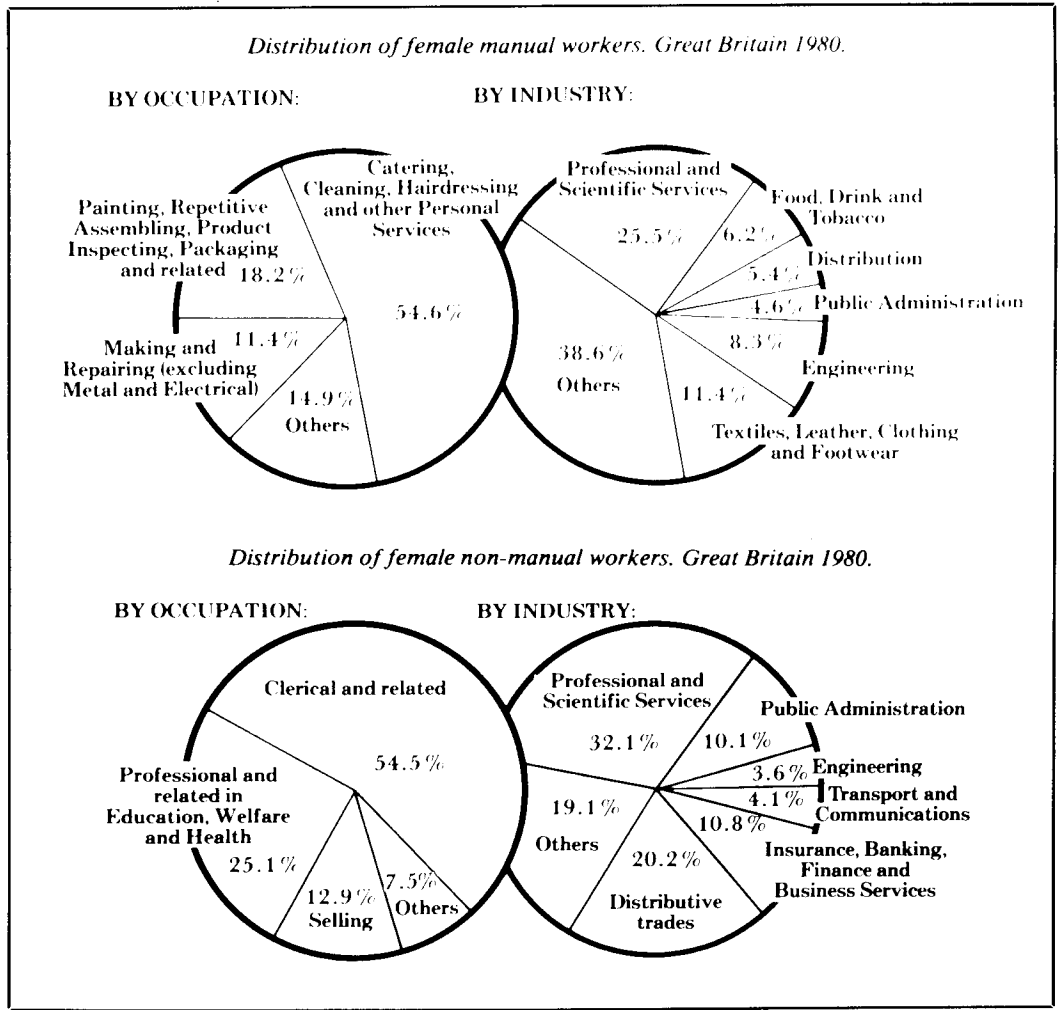 Distribution of female manual workers. Great Britain 1980.
BY OCCUPATION:
Catering,
Cleaning, Hairdressing
and other Personal
Services
54.6%
Painting, Repetitive
Assembling, Product
Inspecting, Packaging
and related
18.2%
Making and
Repairing (excluding
Metal and Electrical)
11.4%
14.9%
Others
BY INDUSTRY:
Professional and
Scientific Services
25.5%
Food, Drink and
Tobacco
6.2%
Distribution
5.4%
Public Administration
4.6%
8.3%
Engineering
11.4%
Textiles, Leather, Clothing
and Footwear
38.6%
Others
Distribution of female non-manual workers. Great Britain 1980.
BY OCCUPATION:
Clerical and related
54.5%
Professional and
related in
Education, Welfare
and Health
25.1%
12.9%
Selling
7.5%
Others
BY INDUSTRY:
Professional and
Scientific Services
32.1%
Public Administration
10.1%
3.6% Engineering
4.1% Transport and
Communications
10.8%
Insurance, Banking,
Finance and
Business Services
20.2%
Distributive
trades
19.1%
Others